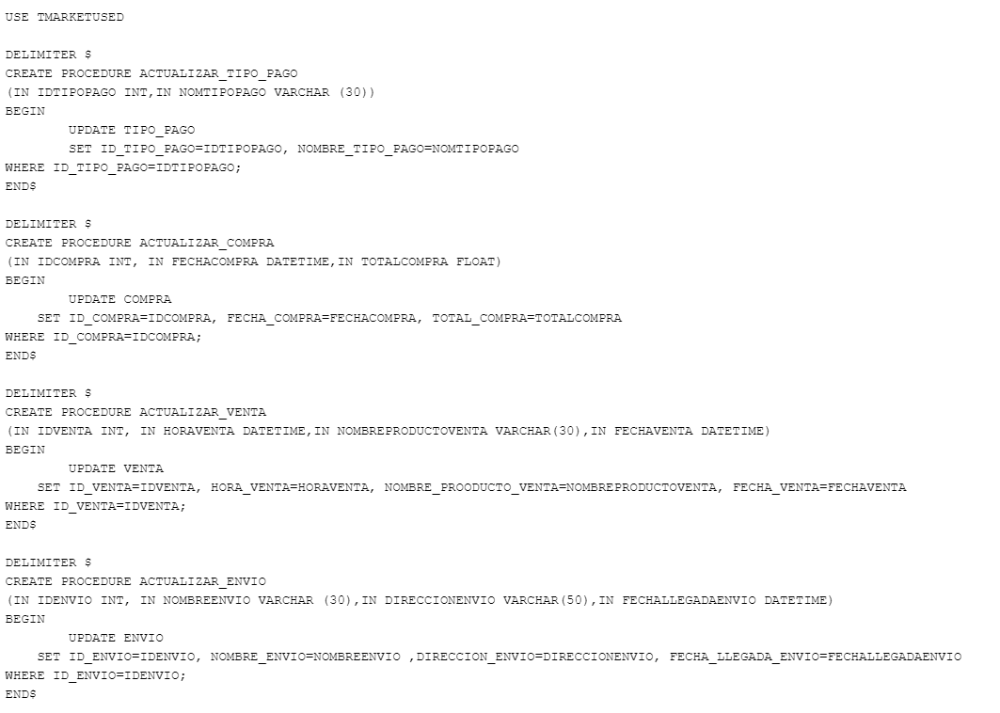 USE TMARKETUSED
DELIMITER $
CREATE PROCEDURE ACTUALIZAR_TIPO_PAGO
(IN IDTIPOPAGO INT,IN NOMTIPOPAGO VARCHAR (30))
BEGIN
UPDATE TIPO_PAGO
SET ID_TIPO_PAGO=IDTIPOPAGO, NOMBRE_TIPO_PAGO=NOMTIPOPAGO
WHERE ID_TIPO_PAGO=IDTIPOPAGO;
END$
DELIMITER $
CREATE PROCEDURE ACTUALIZAR_COMPRA
(IN IDCOMPRA INT, IN FECHACOMPRA DATETIME,IN TOTALCOMPRA FLOAT)
BEGIN
UPDATE COMPRA
SET ID_COMPRA=IDCOMPRA, FECHA_COMPRA=FECHACOMPRA, TOTAL_COMPRA=TOTALCOMPRA
WHERE ID_COMPRA=IDCOMPRA;
END$
DELIMITER $
CREATE PROCEDURE ACTUALIZAR_VENTA
(IN IDVENTA INT, IN HORAVENTA DATETIME,IN NOMBREPRODUCTOVENTA VARCHAR(30),IN FECHAVENTA DATETIME)
BEGIN
UPDATE VENTA
SET ID_VENTA=IDVENTA, HORA_VENTA=HORAVENTA, NOMBRE_PROODUCTO_VENTA=NOMBREPRODUCTOVENTA, FECHA_VENTA=FECHAVENTA
WHERE ID_VENTA=IDVENTA;
END$
DELIMITER $
CREATE PROCEDURE ACTUALIZAR_ENVIO
(IN IDENVIO INT, IN NOMBREENVIO VARCHAR (30),IN DIRECCIONENVIO VARCHAR(50),IN FECHALLEGADAENVIO DATETIME)
BEGIN
UPDATE ENVIO
SET ID_ENVIO=IDENVIO, NOMBRE_ENVIO=NOMBREENVIO ,DIRECCION_ENVIO=DIRECCIONENVIO, FECHA_LLEGADA_ENVIO=FECHALLEGADAENVIO
WHERE ID_ENVIO=IDENVIO;
END$